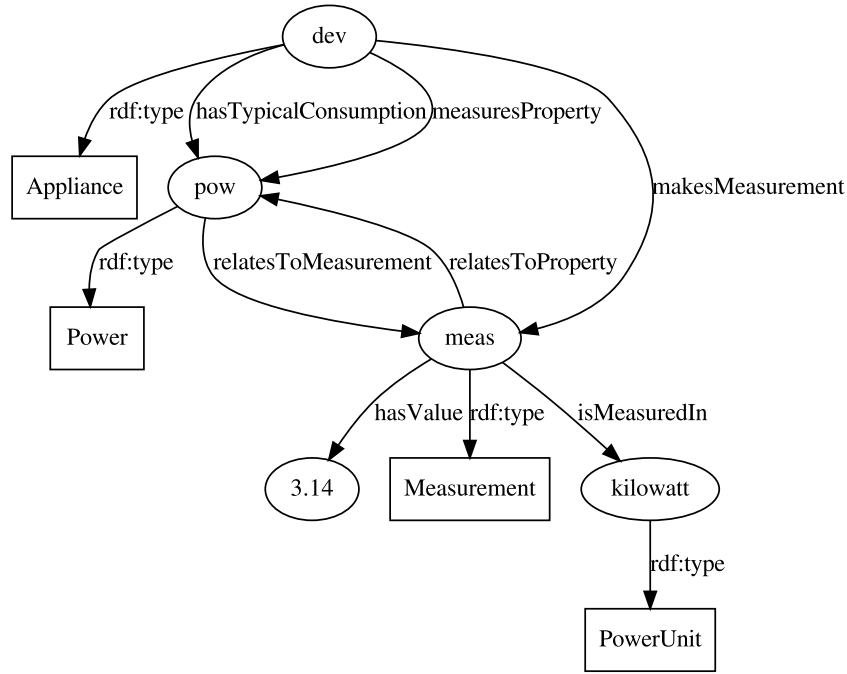 dev
rdf:type
hasTypicalConsumption
measuresProperty
Appliance
pow
makesMeasurement
rdf:type
relatesToMeasurement
relatesToProperty
Power
meas
hasValue
rdf:type
isMeasuredIn
3.14
Measurement
kilowatt
rdf:type
PowerUnit